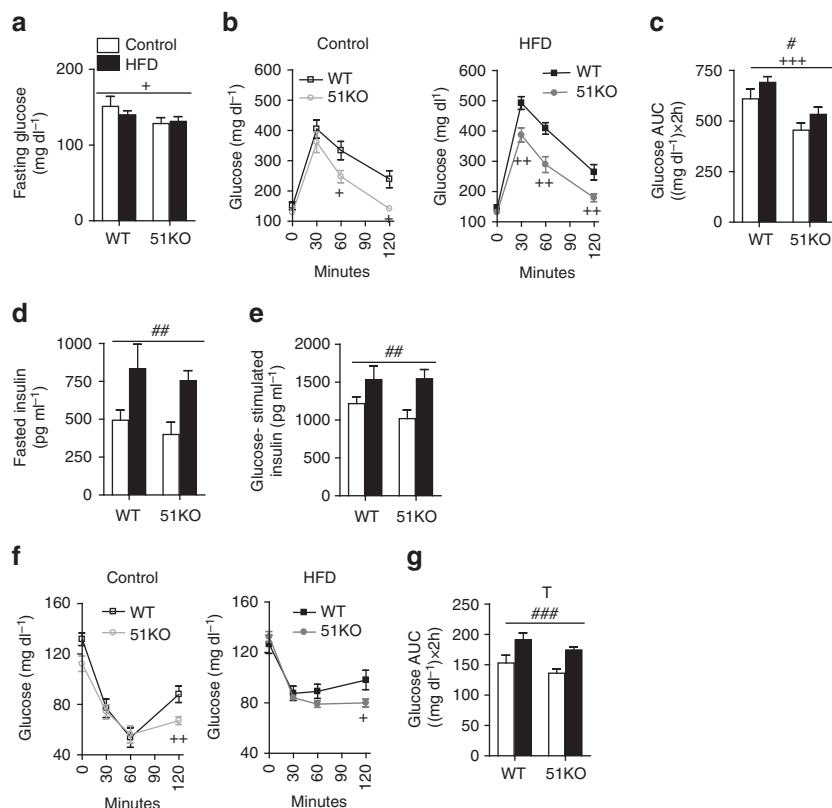 a
Control
HFD
+
Fasting glucose
(mg dl⁻¹)
200
100
0
WT 51KO
b
Control
WT
51KO
Glucose (mg dl⁻¹)
600
500
400
300
200
100
+
+
0 30 60 90 120
Minutes
HFD
WT
51KO
Glucose (mg dl¹)
600
500
400
300
200
100
++
++
++
0 30 60 90 120
Minutes
c
#
+++
Glucose AUC
((mg dl⁻¹)×2h)
750
500
250
0
WT 51KO
d
##
Fasted insulin
(pg ml⁻¹)
1000
750
500
250
0
WT 51KO
e
##
Glucose- stimulated
insulin (pg ml⁻¹)
2000
1500
1000
500
0
WT 51KO
f
Control
WT
51KO
Glucose (mg dl⁻¹)
160
120
80
40
++
0 30 60 90 120
Minutes
HFD
WT
51KO
Glucose (mg dl⁻¹)
160
120
80
40
+
0 30 60 90 120
Minutes
g
T
###
Glucose AUC
((mg dl⁻¹)×2h)
250
200
150
100
50
0
WT 51KO